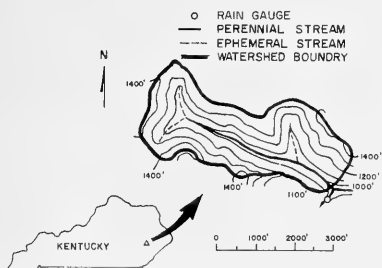 RAIN GAUGE
PERENNIAL STREAM
EPHEMERAL STREAM
WATERSHED BOUNDRY
N
1400'
1400'
1400'
1400'
1200'
1100'
1000'
KENTUCKY
0 1000' 2000' 3000'